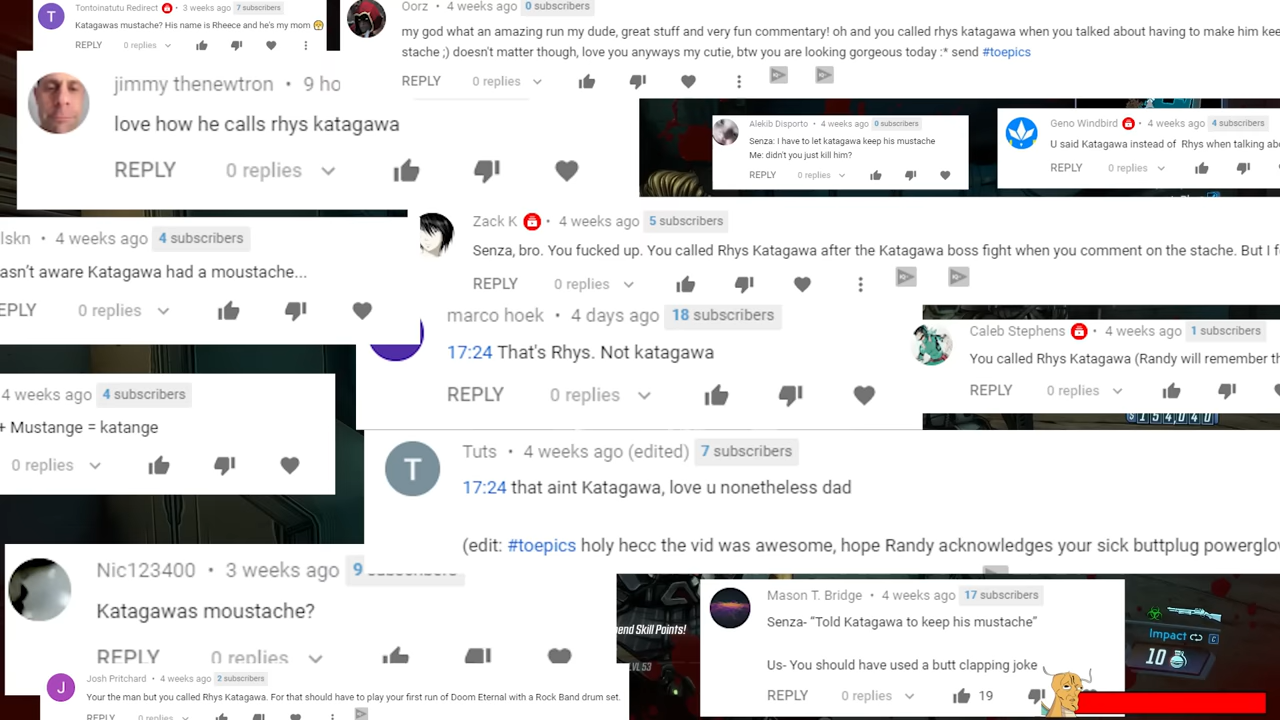 Tontoinatutu Redirect • 3 weeks ago 7 subscribers
Katagawas mustache? His name is Rheece and he's my mom
REPLY 0 replies
Oorz • 4 weeks ago 0 subscribers
my god what an amazing run my dude, great stuff and very fun commentary! oh and you called rhys katagawa when you talked about having to make him kee
stache ;) doesn't matter though, love you anyways my cutie, btw you are looking gorgeous today :* send #toepics
REPLY 0 replies
jimmy thenewtron • 9 ho
love how he calls rhys katagawa
REPLY 0 replies
Alekib Disporto • 4 weeks ago 0 subscribers
Senza: I have to let katagawa keep his mustache
Me: didn't you just kill him?
REPLY 0 replies
Geno Windbird • 4 weeks ago 4 subscribers
U said Katagawa instead of Rhys when talking abo
REPLY 0 replies
lskn • 4 weeks ago 4 subscribers
asn't aware Katagawa had a moustache...
EPLY 0 replies
Zack K • 4 weeks ago 5 subscribers
Senza, bro. You fucked up. You called Rhys Katagawa after the Katagawa boss fight when you comment on the stache. But I f
REPLY 0 replies
marco hoek • 4 days ago 18 subscribers
17:24 That's Rhys. Not katagawa
REPLY 0 replies
Caleb Stephens • 4 weeks ago 1 subscribers
You called Rhys Katagawa (Randy will remember th
REPLY 0 replies
$154,040
4 weeks ago 4 subscribers
+ Mustange = katange
0 replies
Tuts • 4 weeks ago (edited) 7 subscribers
17:24 that aint Katagawa, love u nonetheless dad
(edit: #toepics holy hecc the vid was awesome, hope Randy acknowledges your sick buttplug powerglo
Nic123400 • 3 weeks ago 9 subscribers
Katagawas moustache?
REPLY 0 replies
Josh Pritchard • 4 weeks ago 2 subscribers
Your the man but you called Rhys Katagawa. For that should have to play your first run of Doom Eternal with a Rock Band drum set.
REPLY 0 replies
end Skill Points!
LVL 53
Mason T. Bridge • 4 weeks ago 17 subscribers
Senza- "Told Katagawa to keep his mustache"
Us- You should have used a butt clapping joke
REPLY 0 replies 19
Impact C
10